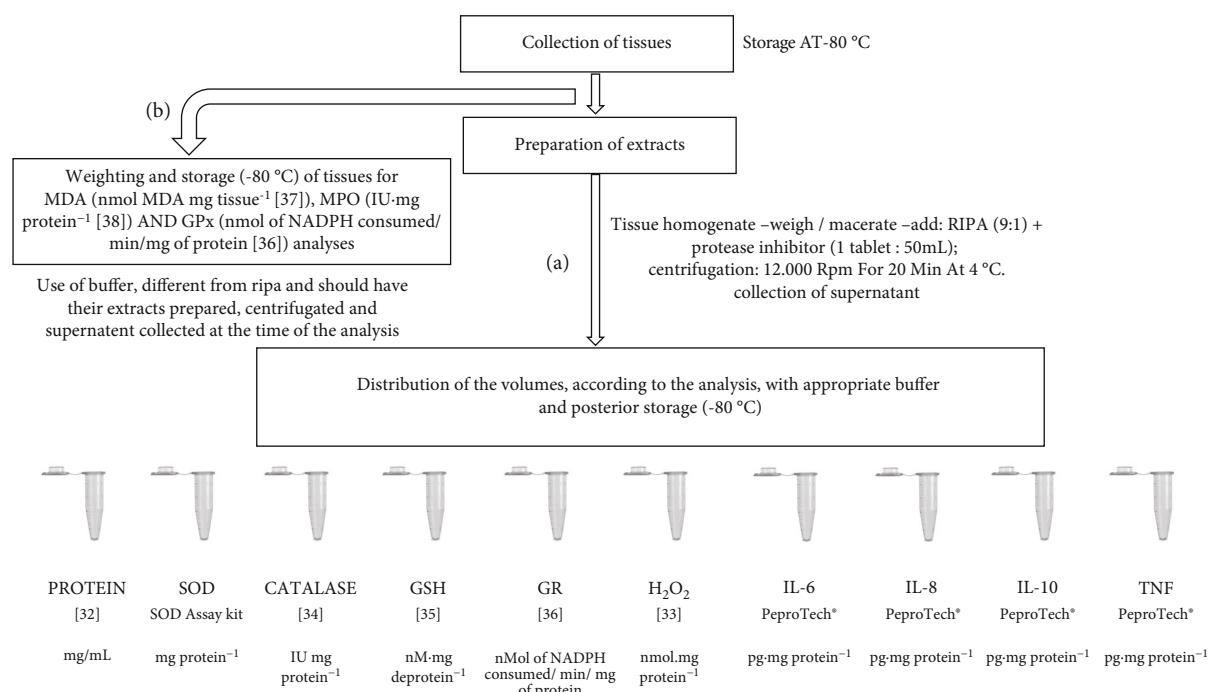 Collection of tissues
Storage AT-80 °C
(b)
Preparation of extracts
Weighting and storage (-80 °C) of tissues for
MDA (nmol MDA mg tissue⁻¹ [37]), MPO (IU·mg
protein⁻¹ [38]) AND GPx (nmol of NADPH consumed/
min/mg of protein [36]) analyses
Use of buffer, different from ripa and should have
their extracts prepared, centrifugated and
supernatent collected at the time of the analysis
(a)
Tissue homogenate –weigh / macerate –add: RIPA (9:1) +
protease inhibitor (1 tablet : 50mL);
centrifugation: 12.000 Rpm For 20 Min At 4 °C.
collection of supernatant
Distribution of the volumes, according to the analysis, with appropriate buffer
and posterior storage (-80 °C)
PROTEIN SOD CATALASE GSH GR H₂O₂ IL-6 IL-8 IL-10 TNF
[32] SOD Assay kit [34] [35] [36] [33] PeproTech® PeproTech® PeproTech® PeproTech®
mg/mL mg protein⁻¹ IU mg nM·mg nMol of NADPH nmol.mg pg·mg protein⁻¹ pg·mg protein⁻¹ pg·mg protein⁻¹ pg·mg protein⁻¹
protein⁻¹ deprotein⁻¹ consumed/ min/ mg protein⁻¹
of protein